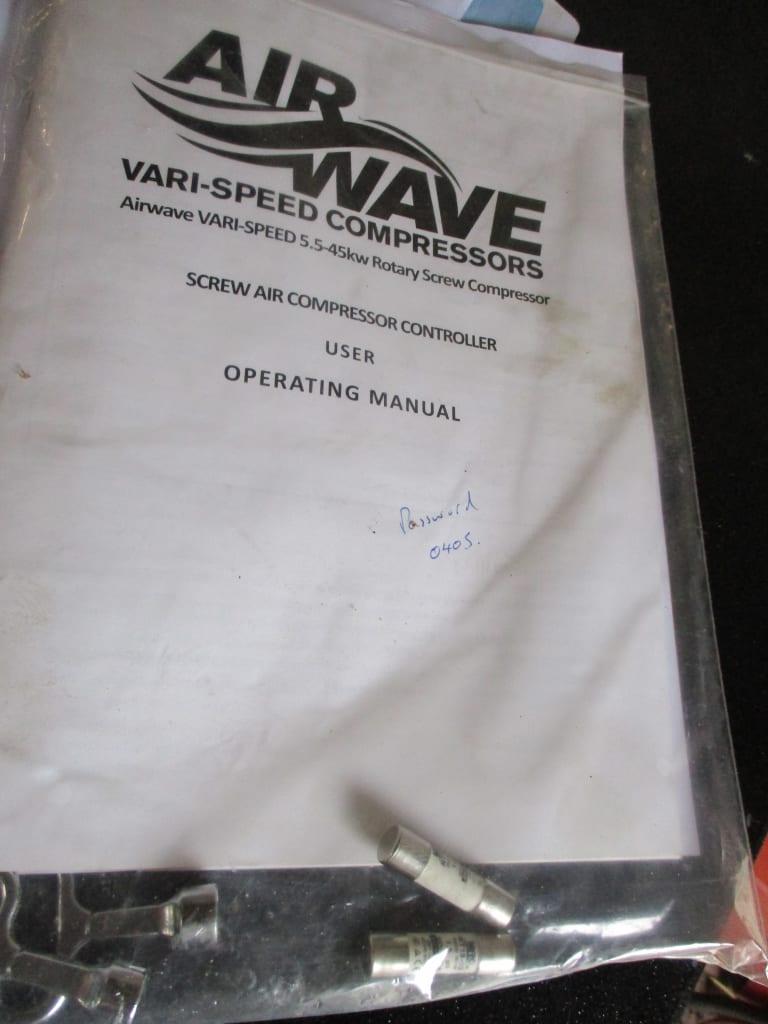 AIR
WAVE
VARI-SPEED COMPRESSORS
Airwave VARI-SPEED 5.5-45kw Rotary Screw Compressor
SCREW AIR COMPRESSOR CONTROLLER
USER
OPERATING MANUAL
Password
0405.